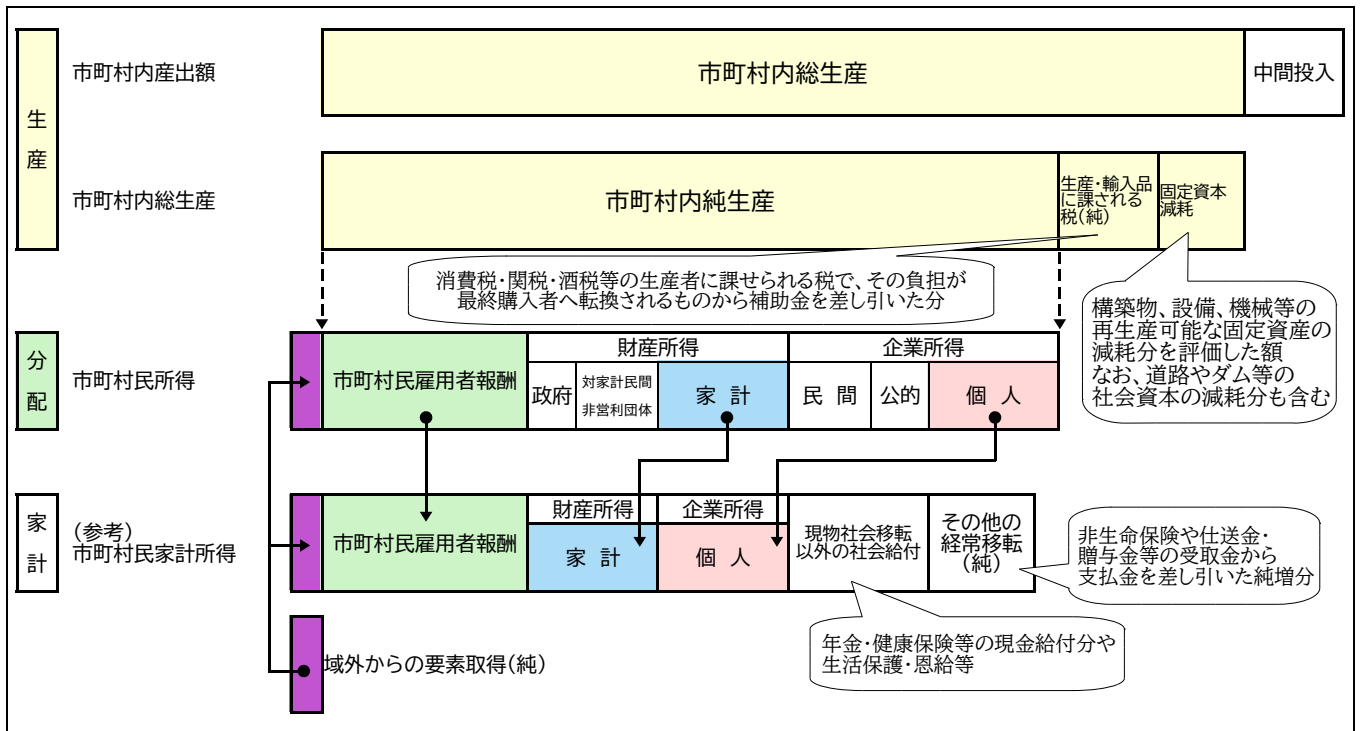 生
産
市町村内産出額
市町村内総生産
中間投入
市町村内総生産
市町村内純生産
生産・輸入品
に課される
税(純)
固定資本
減耗
消費税・関税・酒税等の生産者に課せられる税で、その負担が
最終購入者へ転換されるものから補助金を差し引いた分
構築物、設備、機械等の
再生産可能な固定資産の
減耗分を評価した額
なお、道路やダム等の
社会資本の減耗分も含む
分
配
市町村民所得
市町村民雇用者報酬
財産所得
政府
対家計民間
非営利団体
家 計
企業所得
民 間
公的
個 人
家
計
(参考)
市町村民家計所得
市町村民雇用者報酬
財産所得
家 計
企業所得
個 人
現物社会移転
以外の社会給付
その他の
経常移転
(純)
非生命保険や仕送金・
贈与金等の受取金から
支払金を差し引いた純増分
年金・健康保険等の現金給付分や
生活保護・恩給等
域外からの要素取得(純)